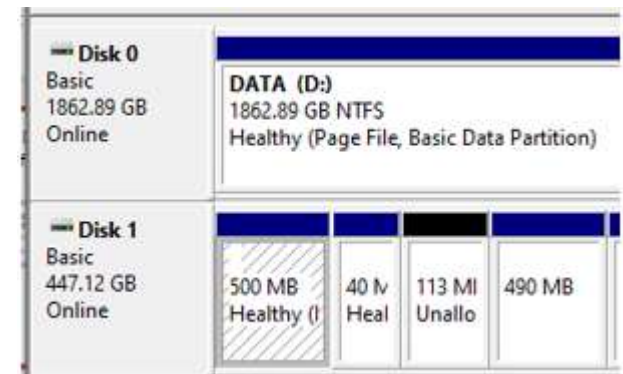 Disk 0
Basic
1862.89 GB
Online
DATA (D:)
1862.89 GB NTFS
Healthy (Page File, Basic Data Partition)
Disk 1
Basic
447.12 GB
Online
500 MB
Healthy (
40 M
Heal
113 MI
Unallo
490 MB